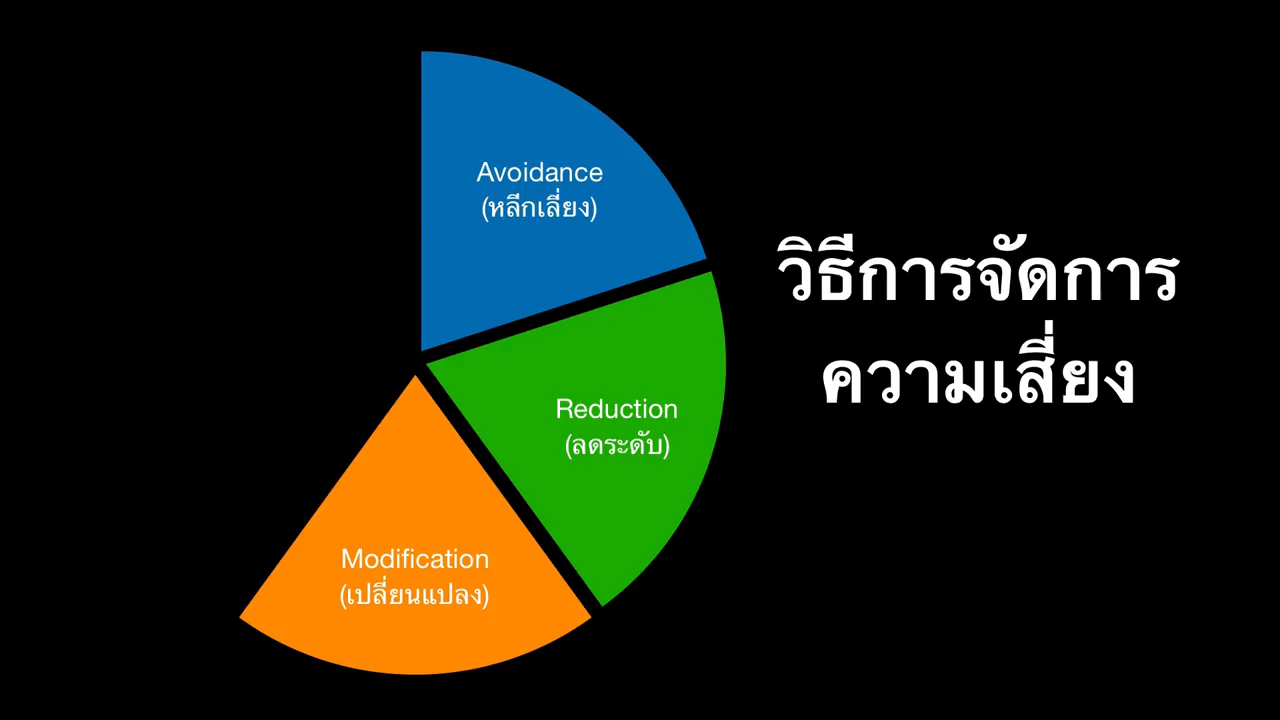 Avoidance
(หลีกเลี่ยง)
Reduction
(ลดระดับ)
Modification
(เปลี่ยนแปลง)
วิธีการจัดการ
ความเสี่ยง